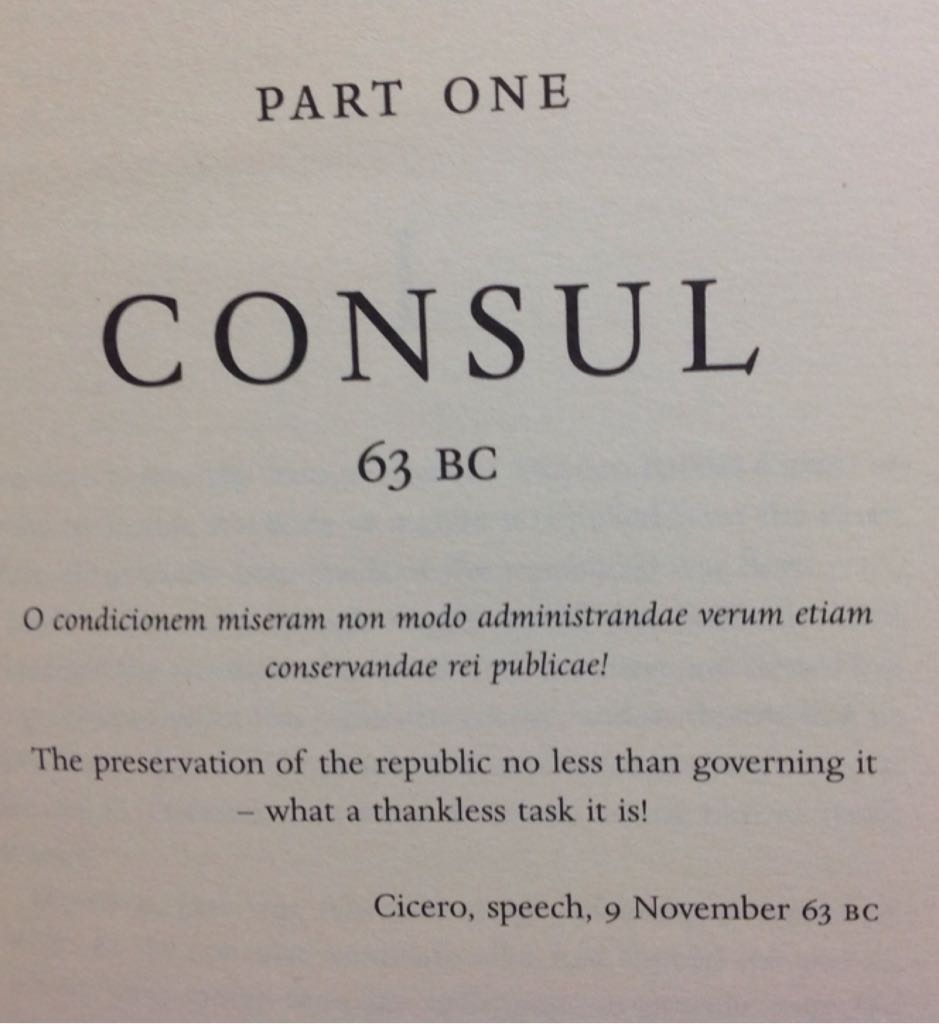 PART ONE
CONSUL
63 BC
O condicionem miseram non modo administrandae verum etiam
conservandae rei publicae!
The preservation of the republic no less than governing it
– what a thankless task it is!
Cicero, speech, 9 November 63 BC